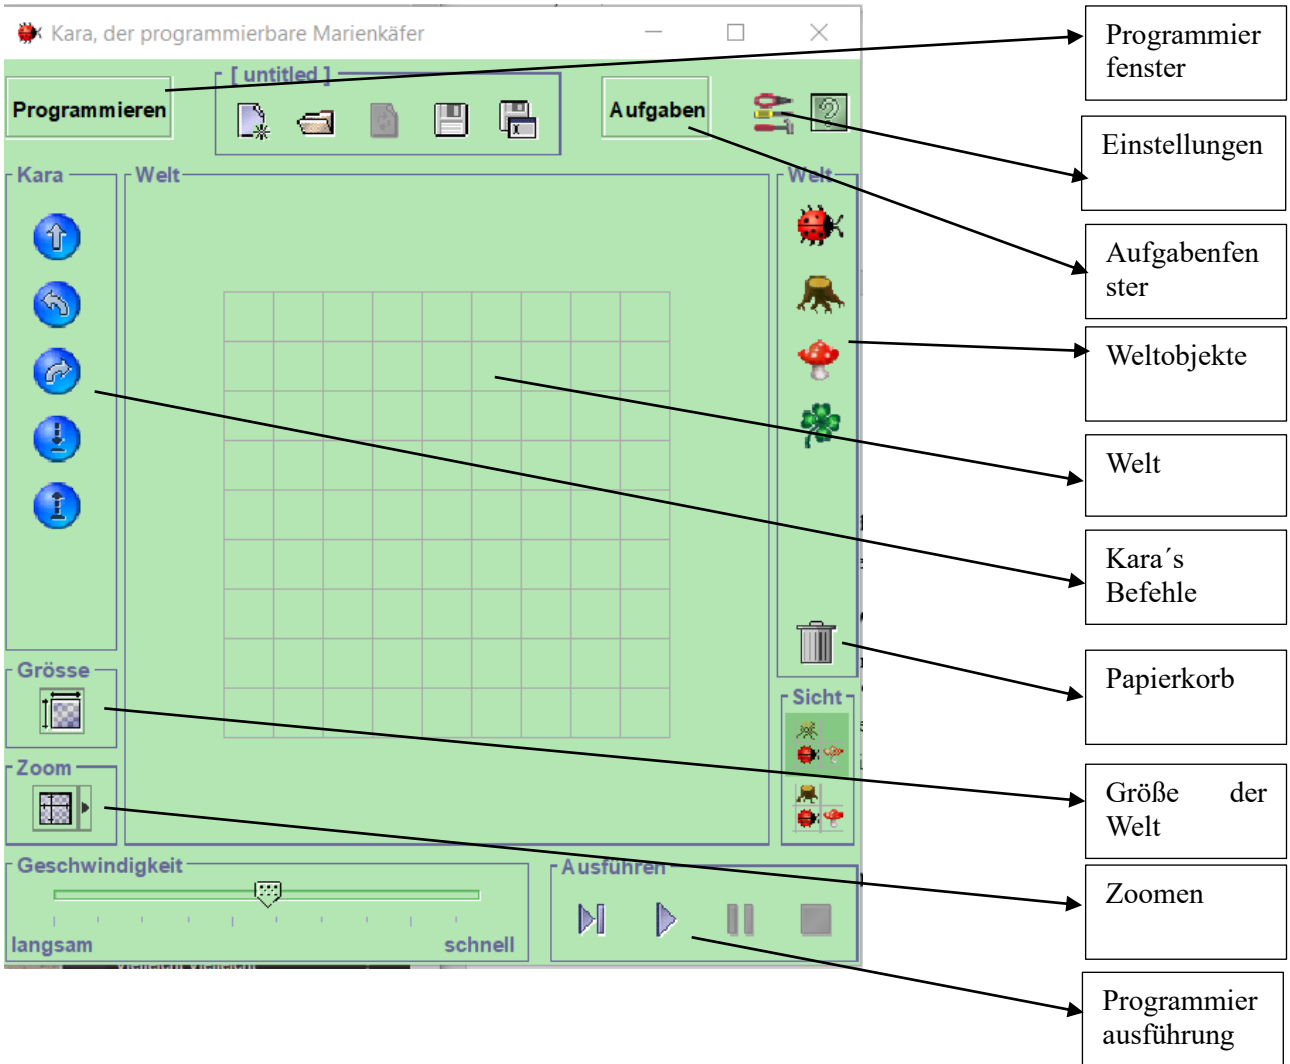 Kara, der programmierbare Marienkäfer
Programmieren
[ untitled ]
Aufgaben
Kara
Welt
Welt
Grösse
Zoom
Sicht
Geschwindigkeit
langsam
schnell
Ausführen
Programmier
fenster
Einstellungen
Aufgabenfen
ster
Weltobjekte
Welt
Kara´s
Befehle
Papierkorb
Größe der
Welt
Zoomen
Programmier
ausführung